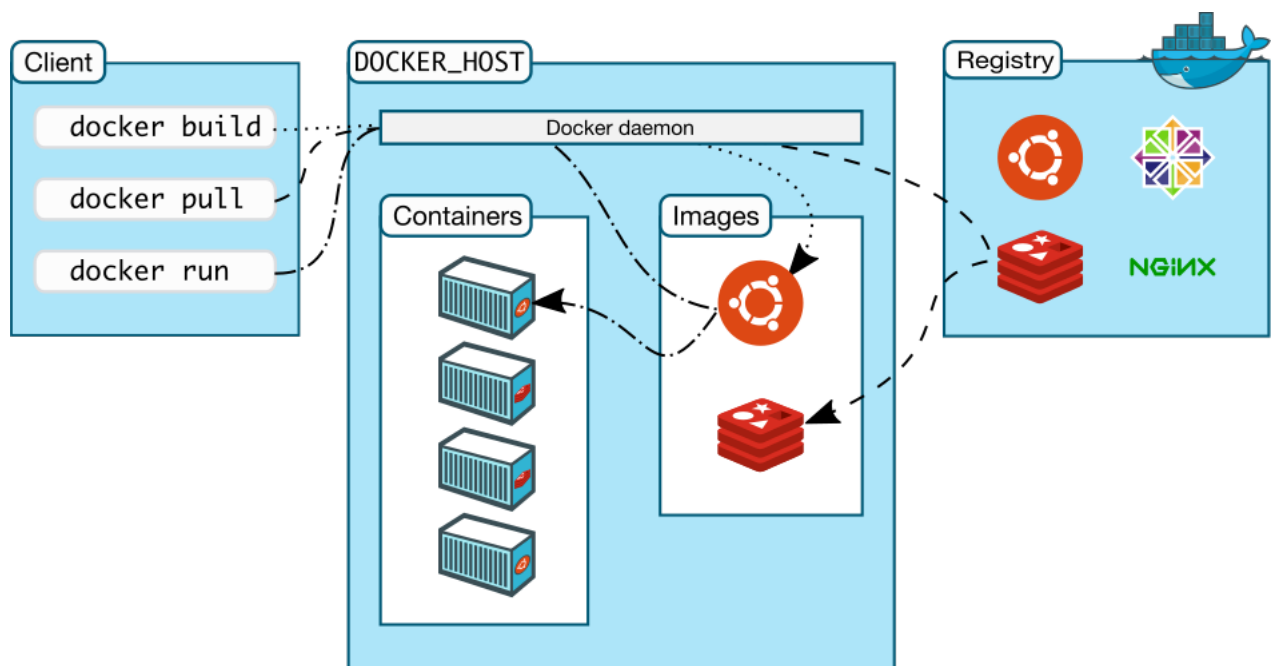 Client
docker build
docker pull
docker run
DOCKER_HOST
Docker daemon
Containers
Images
Registry
NGiNX